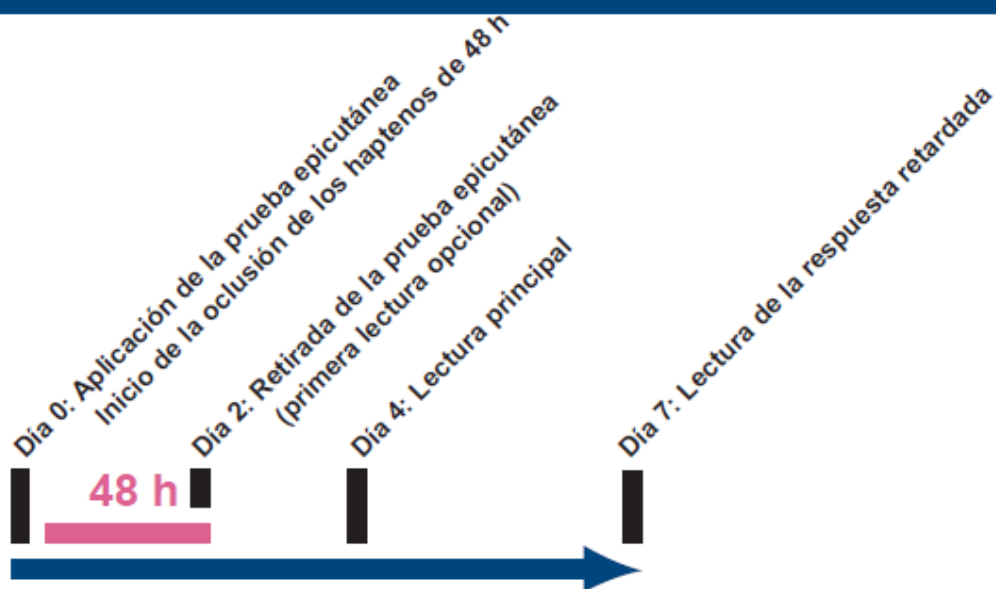 Día 0: Aplicación de la prueba epicutánea
Inicio de la oclusión de los haptenos de 48 h
Día 2: Retirada de la prueba epicutánea
(primera lectura opcional)
Día 4: Lectura principal
Día 7: Lectura de la respuesta retardada
48 h